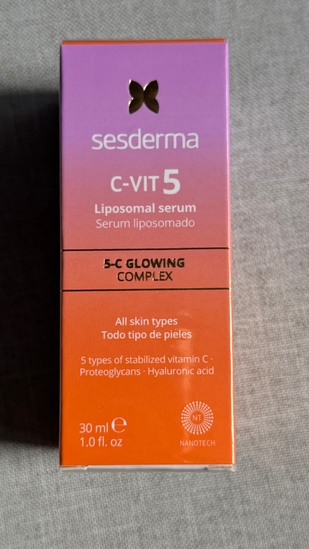 sesderma
C-VIT 5
Liposomal serum
Serum liposomado
5-C GLOWING
COMPLEX
All skin types
Todo tipo de pieles
5 types of stabilized vitamin C ·
Proteoglycans · Hyaluronic acid
30 ml ℮
1.0 fl. oz
NT
NANOTECH